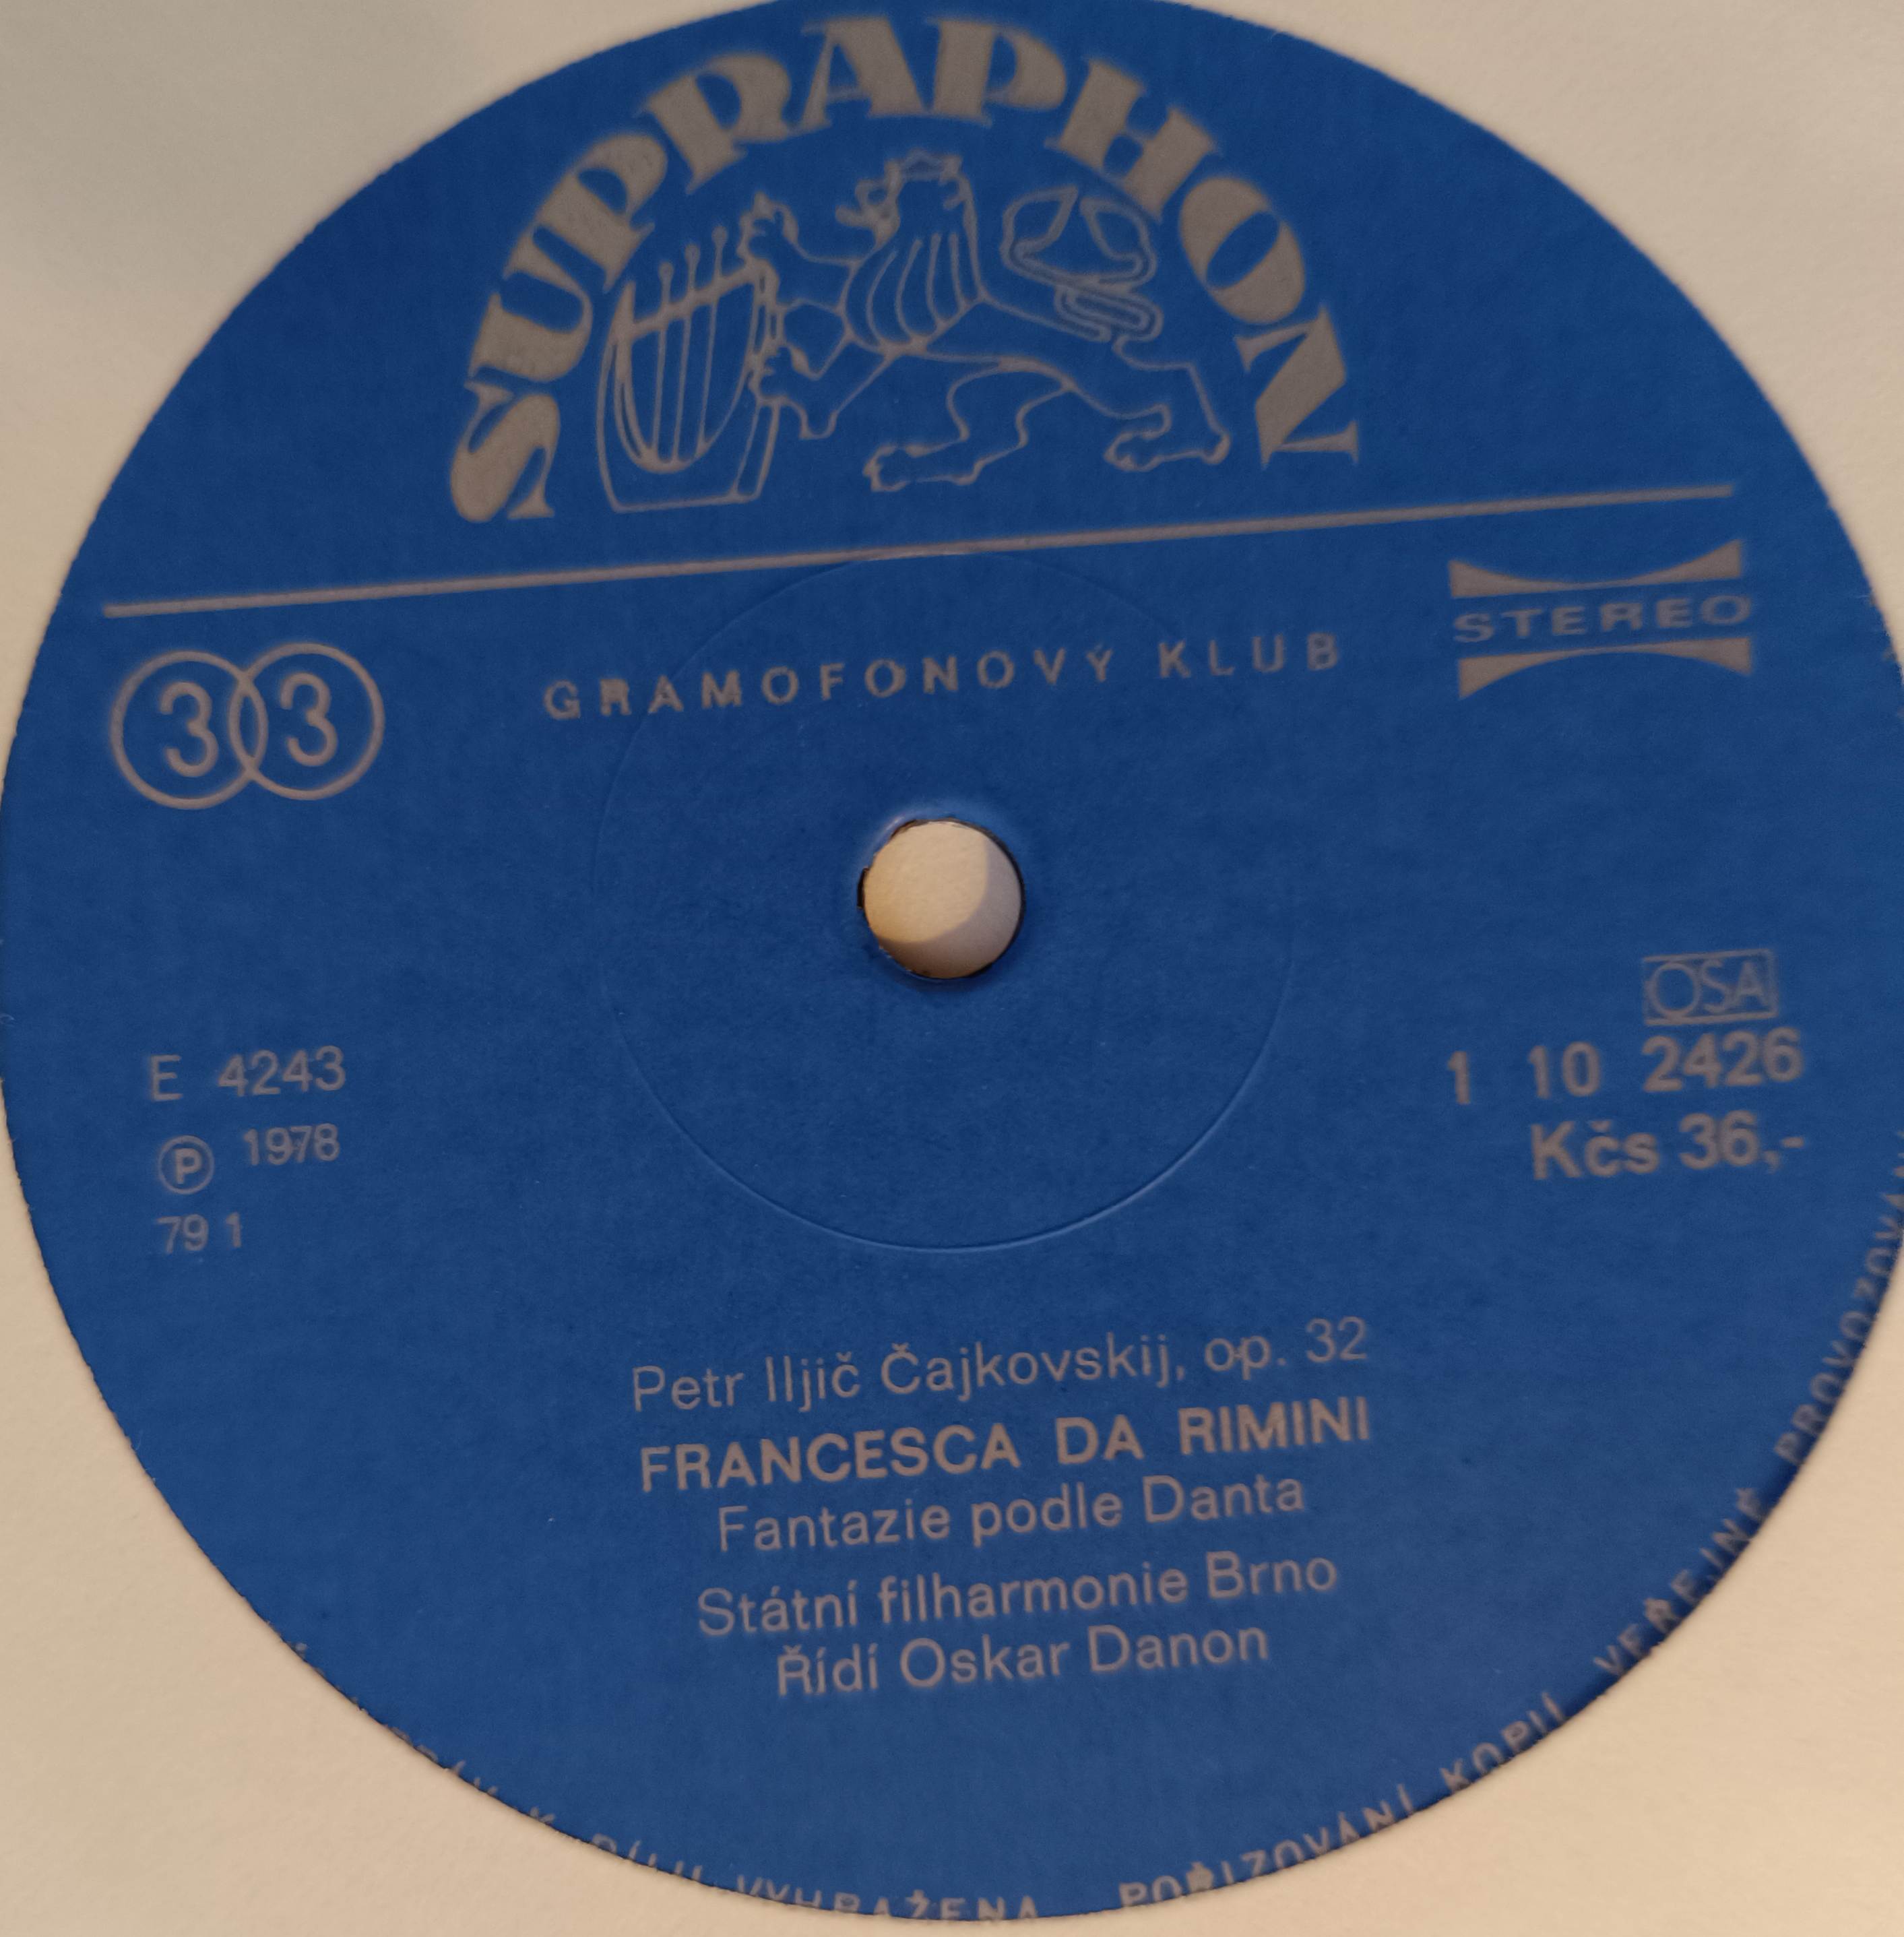 SUPRAPHON
33
GRAMOFONOVÝ KLUB
STEREO
OSA
E 4243
1 10 2426
Ⓟ 1978
Kčs 36,-
79 1
Petr Iljič Čajkovskij, op. 32
FRANCESCA DA RIMINI
Fantazie podle Danta
Státní filharmonie Brno
Řídí Oskar Danon
K DÍLU VYHRAŽENA POŘIZOVÁNÍ KOPIÍ VEŘEJNÉ